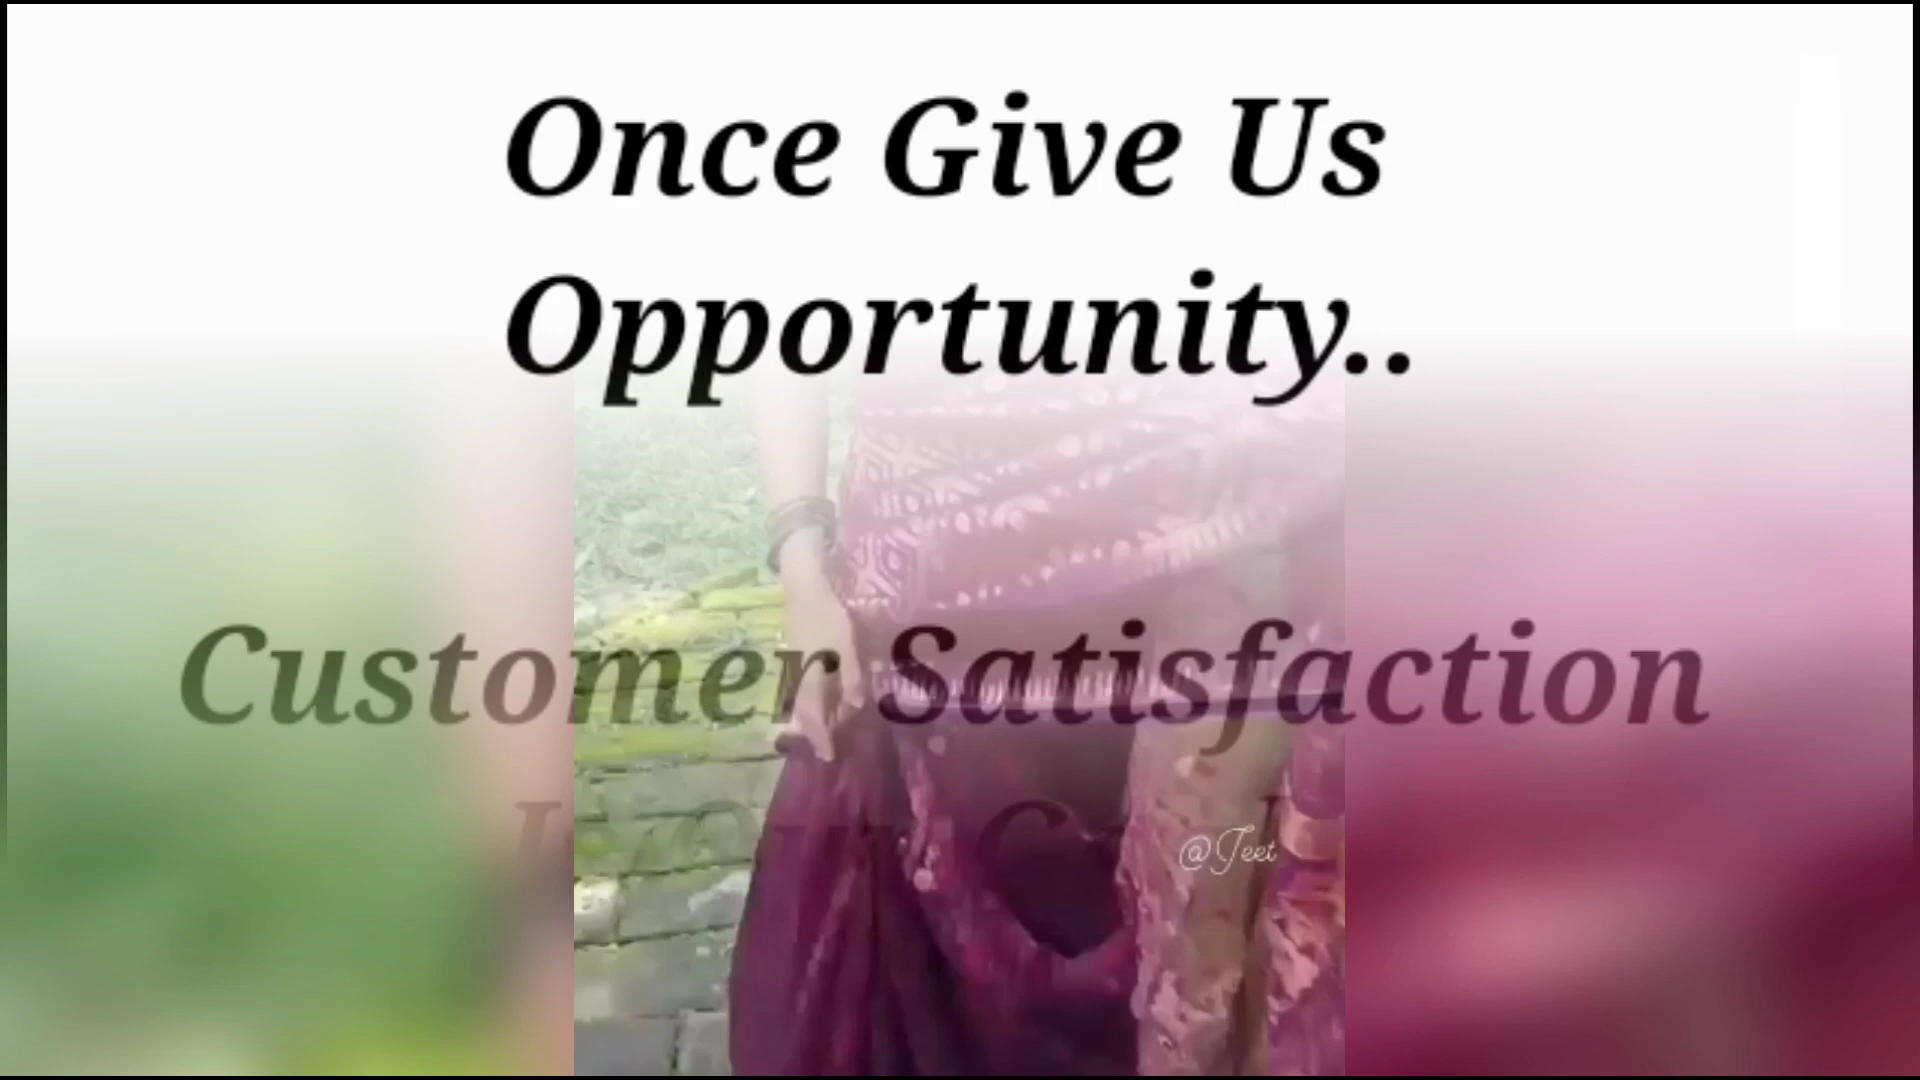 Once Give Us
Opportunity..
Customer Satisfaction
@Jeet